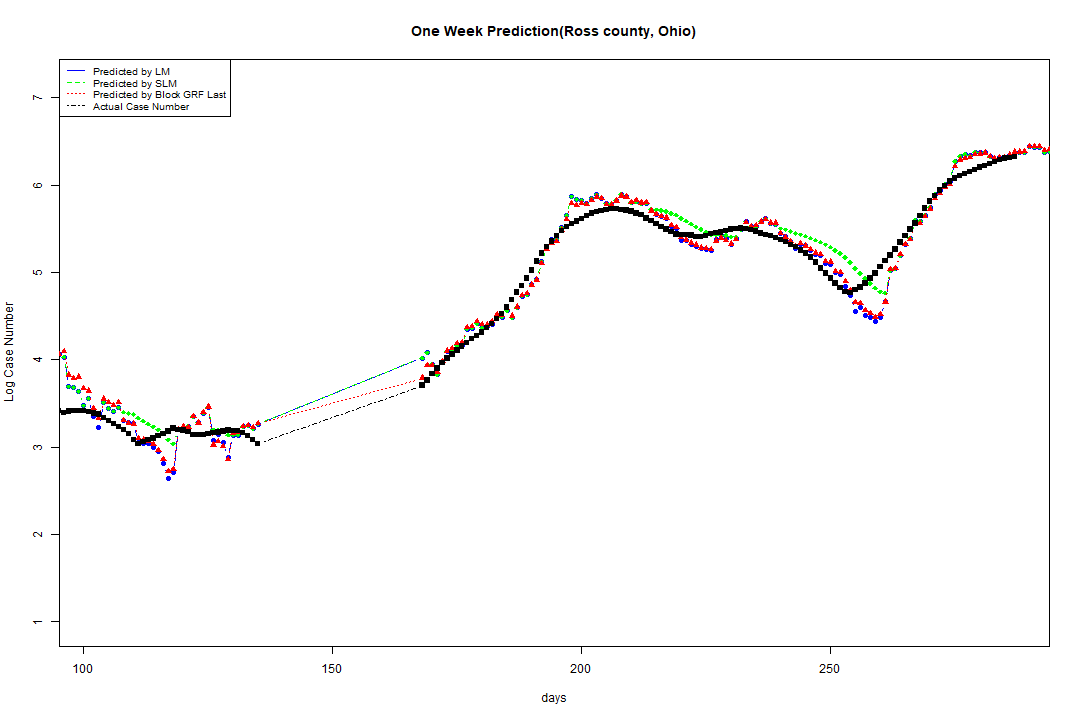 One Week Prediction(Ross county, Ohio)
Predicted by LM
Predicted by SLM
Predicted by Block GRF Last
Actual Case Number
7
6
5
4
3
2
1
Log Case Number
100 150 200 250
days